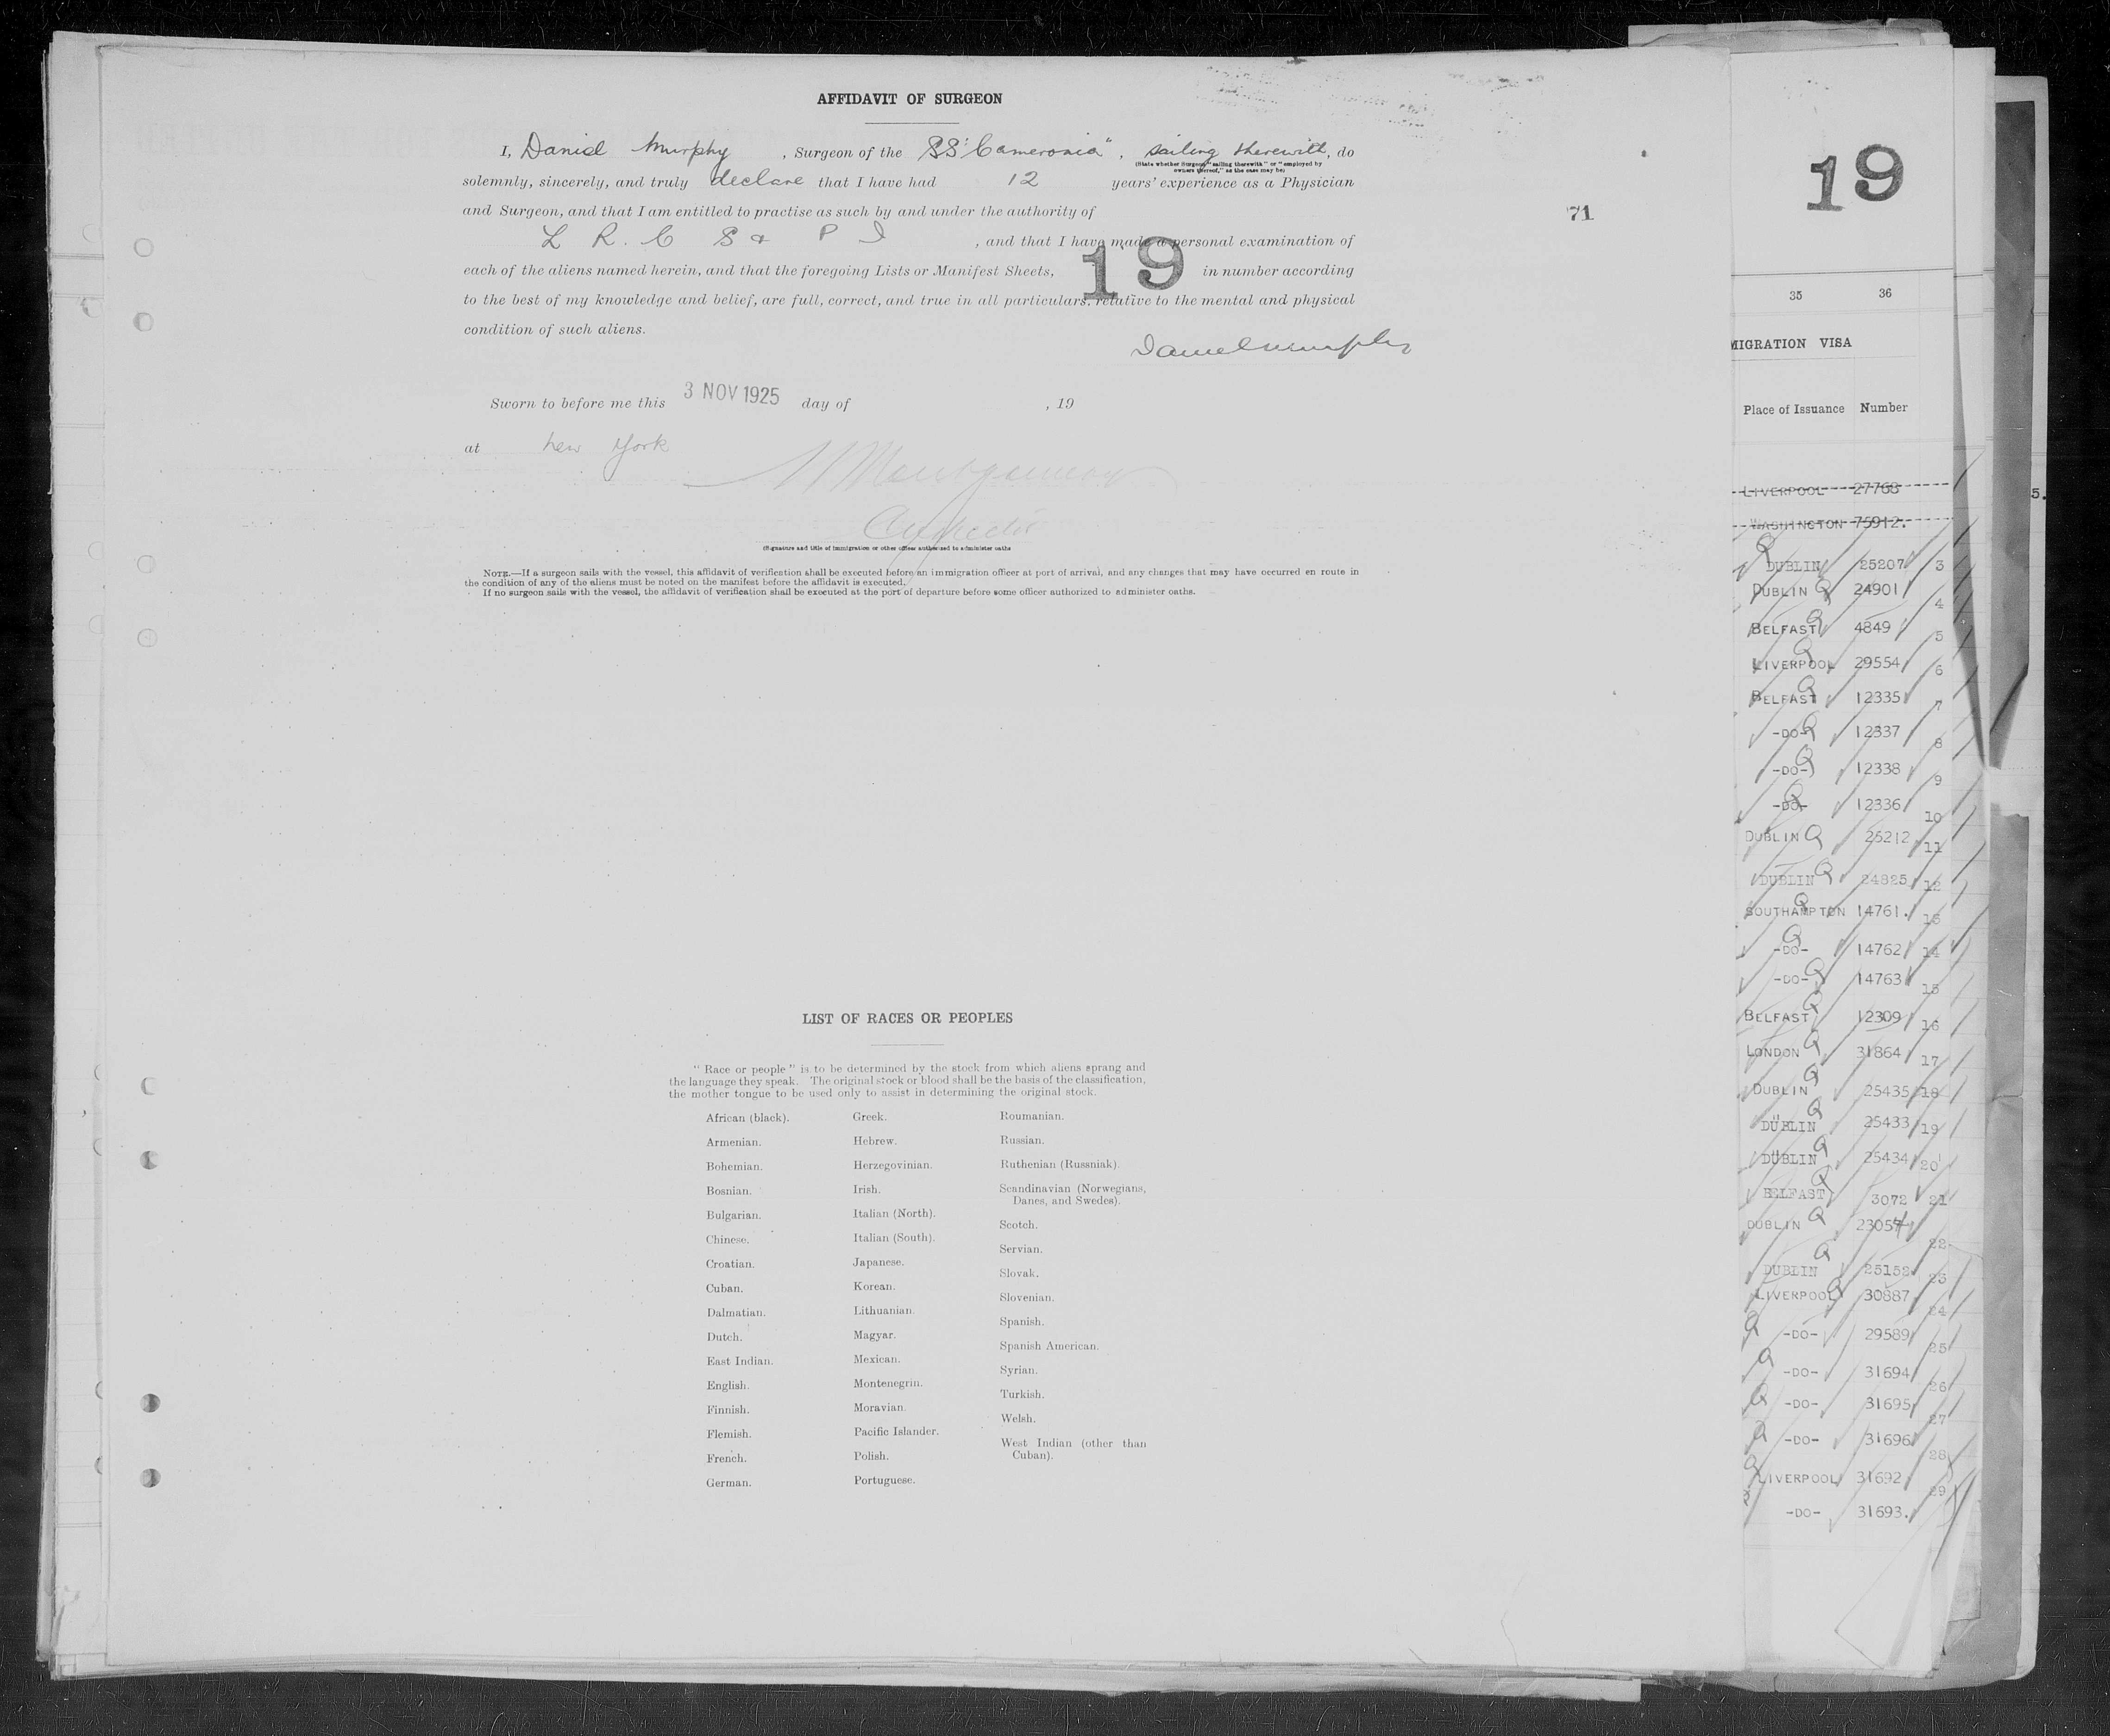 AFFIDAVIT OF SURGEON
I, Daniel Murphy, Surgeon of the SS "Cameronia", sailing therewith, do
(State whether Surgeon "sailing therewith" or "employed by
owners thereof," as the case may be)
solemnly, sincerely, and truly declare that I have had 12 years' experience as a Physician
and Surgeon, and that I am entitled to practise as such by and under the authority of
71
L R. C S & P I, and that I have made a personal examination of
each of the aliens named herein, and that the foregoing Lists or Manifest Sheets, 19 in number according
to the best of my knowledge and belief, are full, correct, and true in all particulars, relative to the mental and physical
condition of such aliens.
Daniel Murphy
Sworn to before me this 3 NOV 1925 day of , 19
at New York
Montgomery
(Signature and title of immigration or other officer authorised to administer oaths
NOTE.—If a surgeon sails with the vessel, this affidavit of verification shall be executed before an immigration officer at port of arrival, and any changes that may have occurred en route in
the condition of any of the aliens must be noted on the manifest before the affidavit is executed.
If no surgeon sails with the vessel, the affidavit of verification shall be executed at the port of departure before some officer authorized to administer oaths.
LIST OF RACES OR PEOPLES
"Race or people" is to be determined by the stock from which aliens sprang and
the language they speak. The original stock or blood shall be the basis of the classification,
the mother tongue to be used only to assist in determining the original stock.
African (black).
Armenian.
Bohemian.
Bosnian.
Bulgarian.
Chinese.
Croatian.
Cuban.
Dalmatian.
Dutch.
East Indian.
English.
Finnish.
Flemish.
French.
German.
Greek.
Hebrew.
Herzegovinian.
Irish.
Italian (North).
Italian (South).
Japanese.
Korean.
Lithuanian.
Magyar.
Mexican.
Montenegrin.
Moravian.
Pacific Islander.
Polish.
Portuguese.
Roumanian.
Russian.
Ruthenian (Russniak).
Scandinavian (Norwegians,
Danes, and Swedes).
Scotch.
Servian.
Slovak.
Slovenian.
Spanish.
Spanish American.
Syrian.
Turkish.
Welsh.
West Indian (other than
Cuban).
19
35 36
MIGRATION VISA
Place of Issuance Number
LIVERPOOL 27768
5.
WASHINGTON 75912.
DUBLIN 25207 3
DUBLIN Q 24901 4
BELFAST 4849 5
LIVERPOOL 29554 6
BELFAST 12335 7
-DO- 12337 8
-DO- 12338 9
-DO- 12336 10
DUBLIN Q 25212 11
DUBLIN Q 24825 12
SOUTHAMPTON 14761. 13
-DO- 14762 14
-DO- 14763 15
BELFAST 12309 16
LONDON Q 31864 17
DUBLIN 25435 18
DUBLIN 25433 19
DUBLIN 25434 20
BELFAST 3072 21
DUBLIN Q 23054 22
DUBLIN 25152 23
LIVERPOOL 30887 24
-DO- 29589 25
-DO- 31694 26
-DO- 31695 27
-DO- 31696 28
LIVERPOOL 31692 29
-DO- 31693.